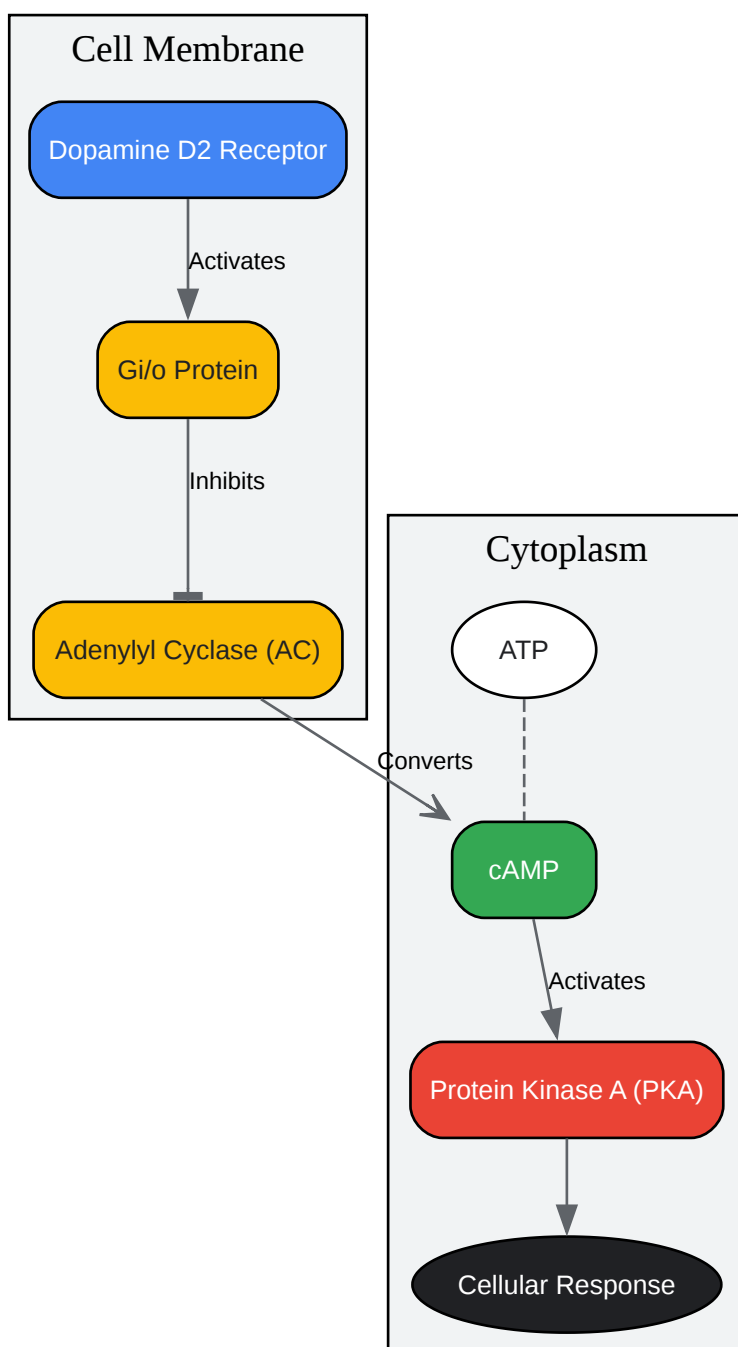 Cell Membrane
Dopamine D2 Receptor
Activates
Gi/o Protein
Inhibits
Adenylyl Cyclase (AC)
Cytoplasm
ATP
Converts
cAMP
Activates
Protein Kinase A (PKA)
Cellular Response